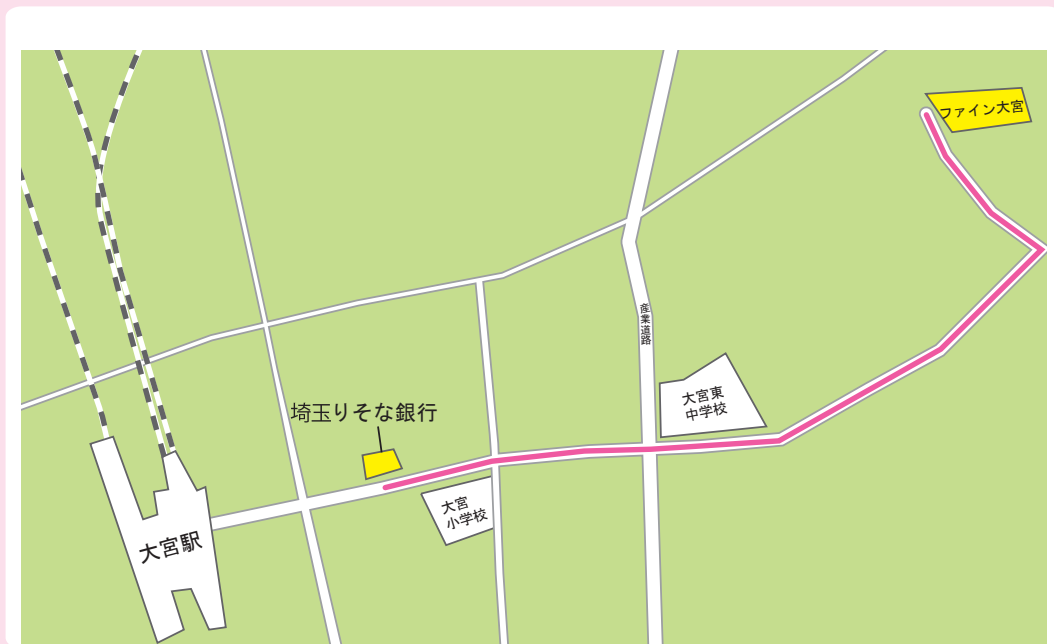 ファイン大宮
産業道路
大宮東
中学校
埼玉りそな銀行
大宮
小学校
大宮駅